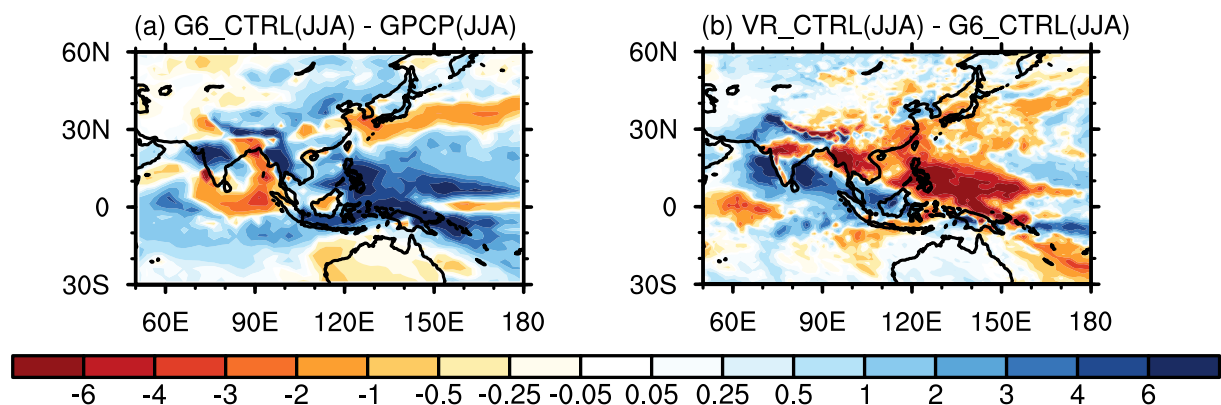 (a) G6_CTRL(JJA) - GPCP(JJA)
(b) VR_CTRL(JJA) - G6_CTRL(JJA)
60N
30N
0
30S
60E 90E 120E 150E 180
60N
30N
0
30S
60E 90E 120E 150E 180
-6 -4 -3 -2 -1 -0.5 -0.25 -0.05 0.05 0.25 0.5 1 2 3 4 6